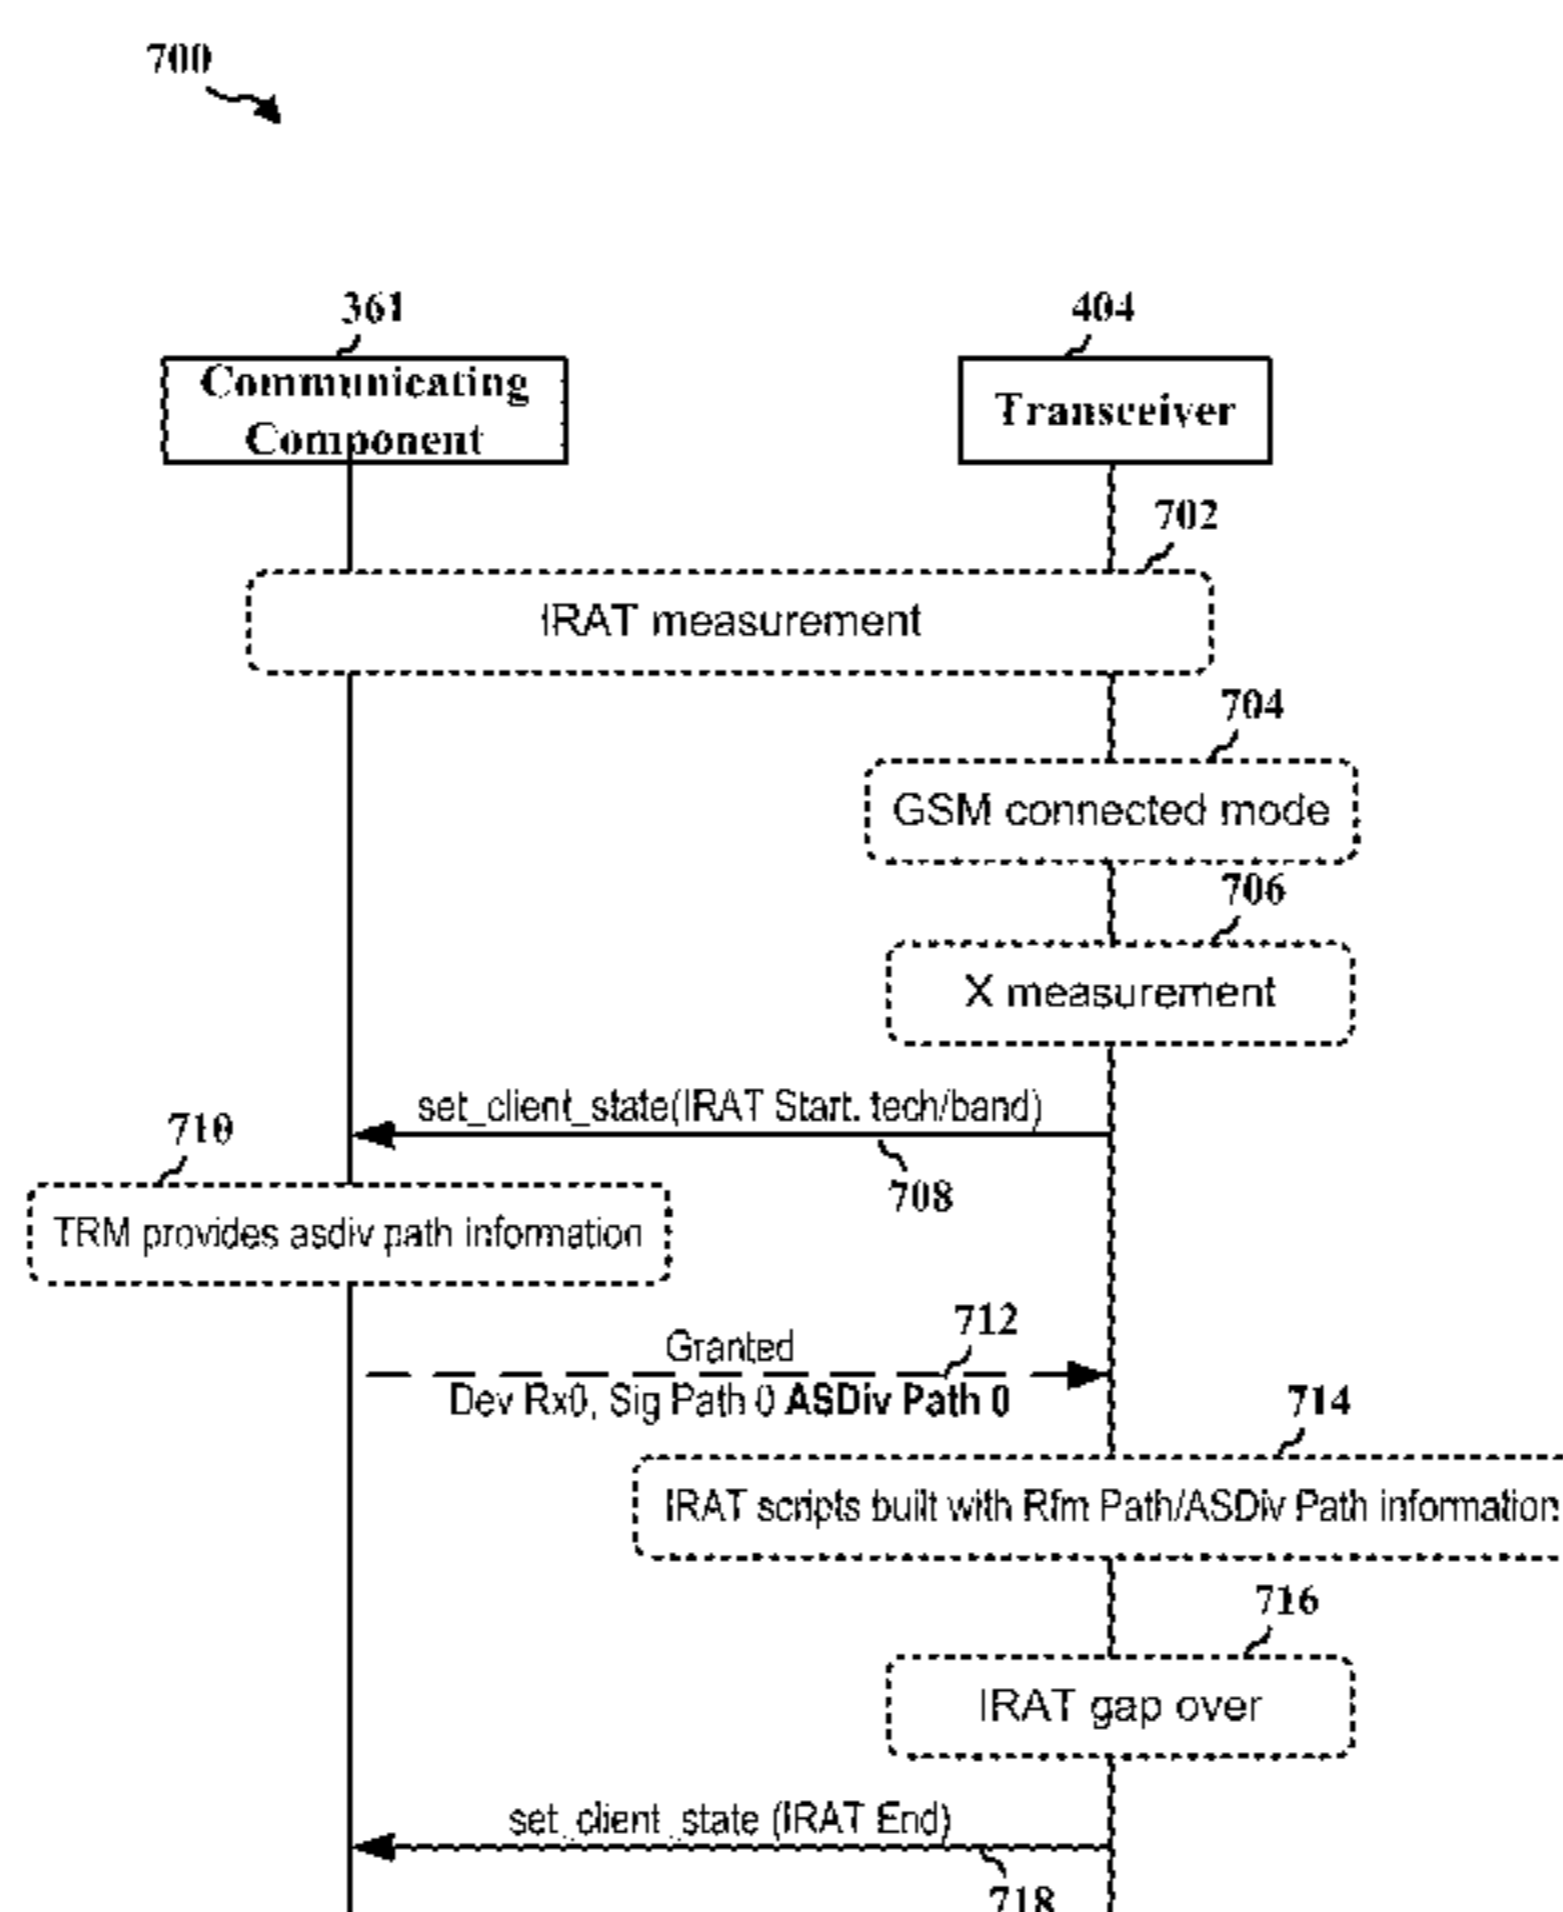 700
361
404
Communicating
Component
Transceiver
702
IRAT measurement
704
GSM connected mode
706
X measurement
set_client_state(IRAT Start. tech/band)
708
710
TRM provides asdiv path information
712
Granted
Dev Rx0, Sig Path 0 ASDiv Path 0
714
IRAT scripts built with Rfm Path/ASDiv Path information
716
IRAT gap over
set_client_state (IRAT End)
718